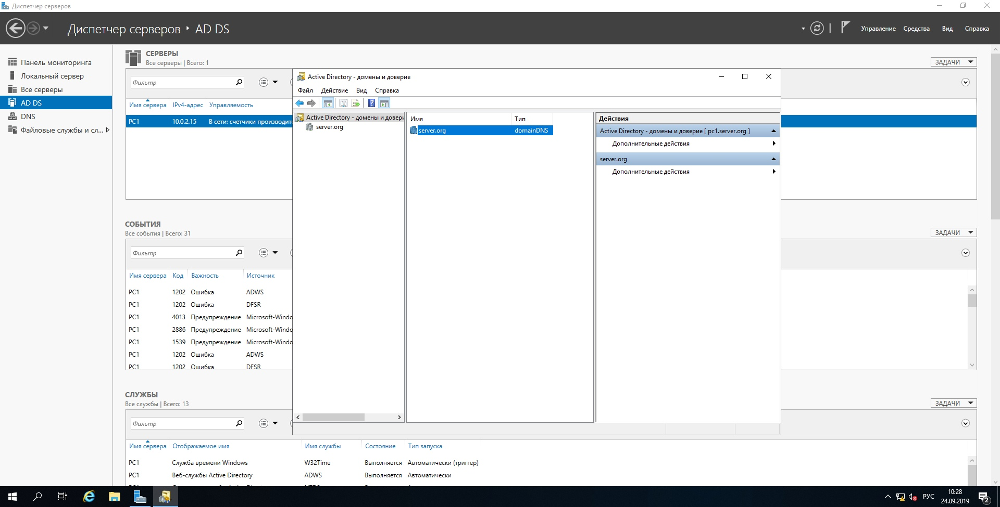 Диспетчер серверов
Диспетчер серверов ‣ AD DS
Управление Средства Вид Справка
Панель мониторинга
Локальный сервер
Все серверы
AD DS
DNS
Файловые службы и сл...
СЕРВЕРЫ
Все серверы | Всего: 1
ЗАДАЧИ
Фильтр
Имя сервера IPv4-адрес Управляемость
PC1 10.0.2.15 В сети: счетчики производите
СОБЫТИЯ
Все события | Всего: 31
ЗАДАЧИ
Фильтр
Имя сервера Код Важность Источник
PC1 1202 Ошибка ADWS
PC1 1202 Ошибка DFSR
PC1 4013 Предупреждение Microsoft-Windo
PC1 2886 Предупреждение Microsoft-Windo
PC1 1539 Предупреждение Microsoft-Windo
PC1 1202 Ошибка ADWS
PC1 1202 Ошибка DFSR
СЛУЖБЫ
Все службы | Всего: 13
ЗАДАЧИ
Фильтр
Имя сервера Отображаемое имя Имя службы Состояние Тип запуска
PC1 Служба времени Windows W32Time Выполняется Автоматически (триггер)
PC1 Веб-службы Active Directory ADWS Выполняется Автоматически
Active Directory - домены и доверие
Файл Действие Вид Справка
Active Directory - домены и довери
server.org
Имя Тип
server.org domainDNS
Действия
Active Directory - домены и доверие [ pc1.server.org ]
Дополнительные действия
server.org
Дополнительные действия
РУС
10:28
24.09.2019
2